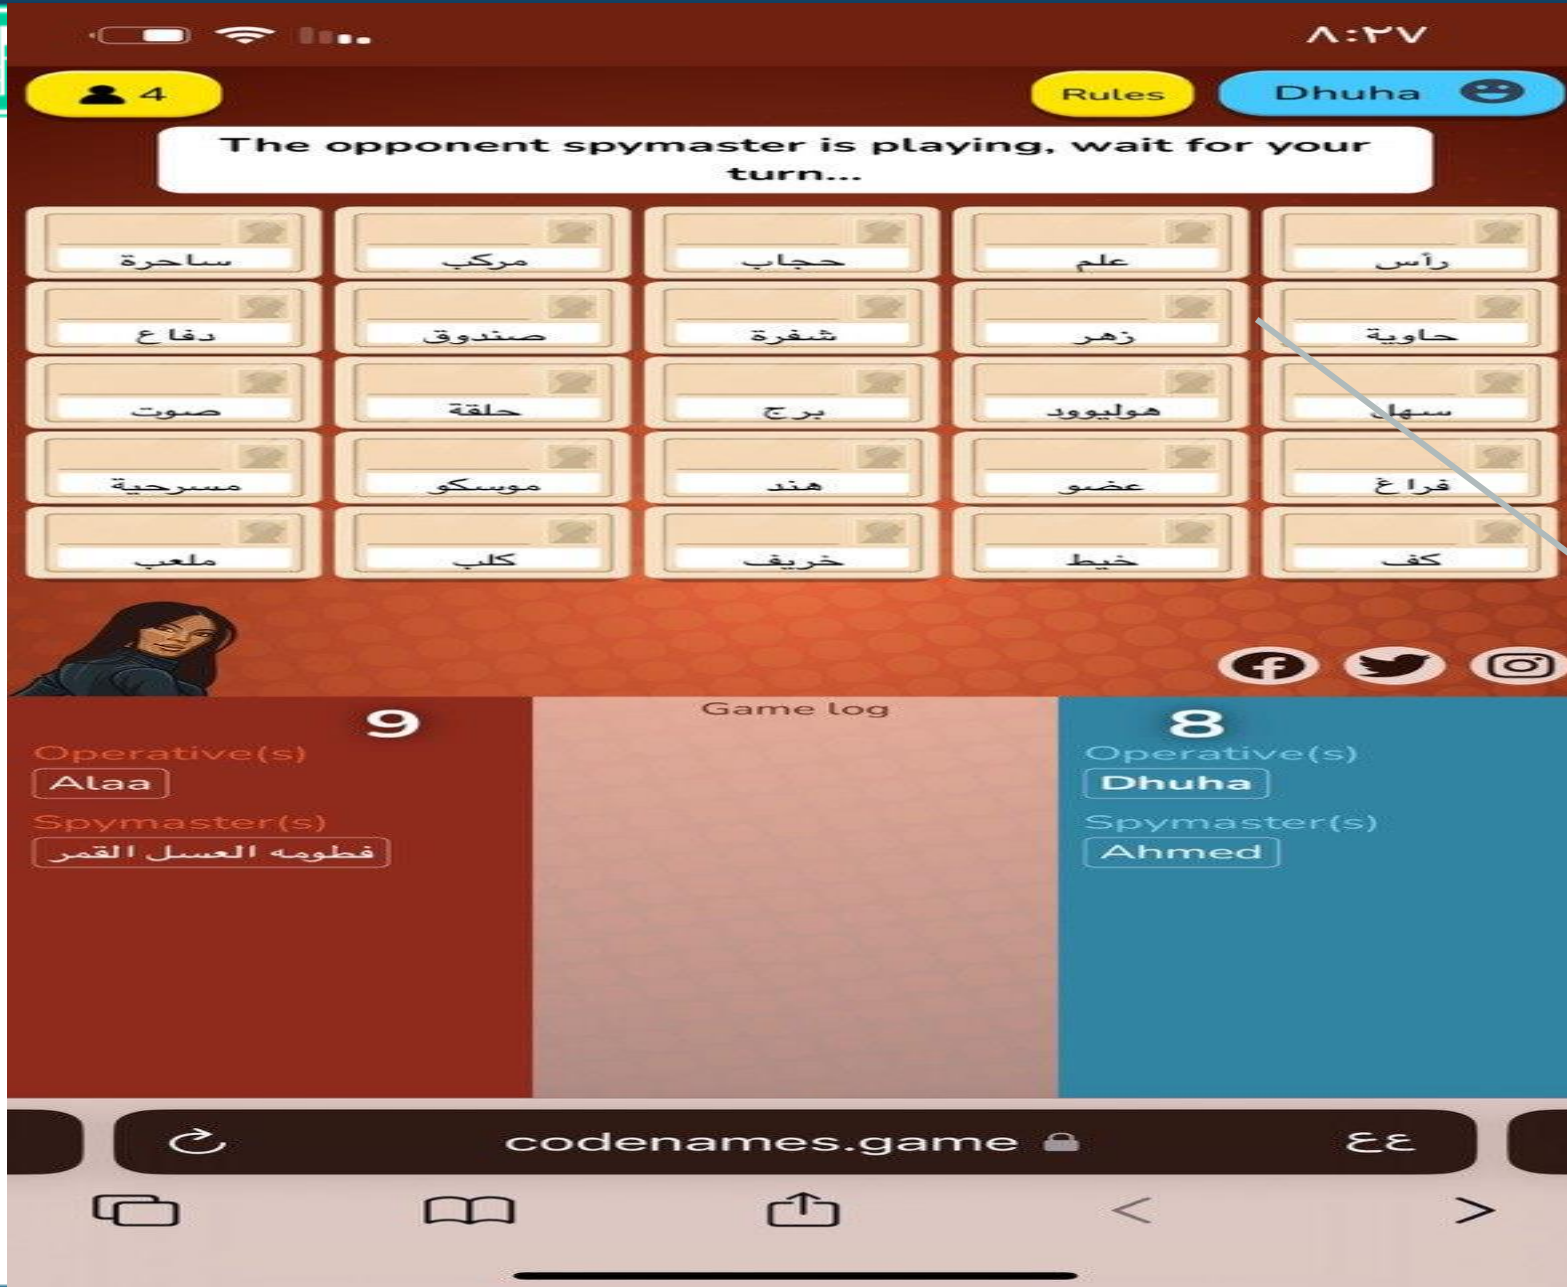 ٨:٢٧
4
Rules
Dhuha
The opponent spymaster is playing, wait for your
turn...
رأس
علم
حجاب
مركب
ساحرة
حاوية
زهر
شفرة
صندوق
دفاع
سهل
هوليوود
برج
حلقة
صوت
فراغ
عضو
هند
موسكو
مسرحية
كف
خيط
خريف
كلب
ملعب
9
Operative(s)
Alaa
Spymaster(s)
فطومه العسل القمر
Game log
8
Operative(s)
Dhuha
Spymaster(s)
Ahmed
codenames.game
عع